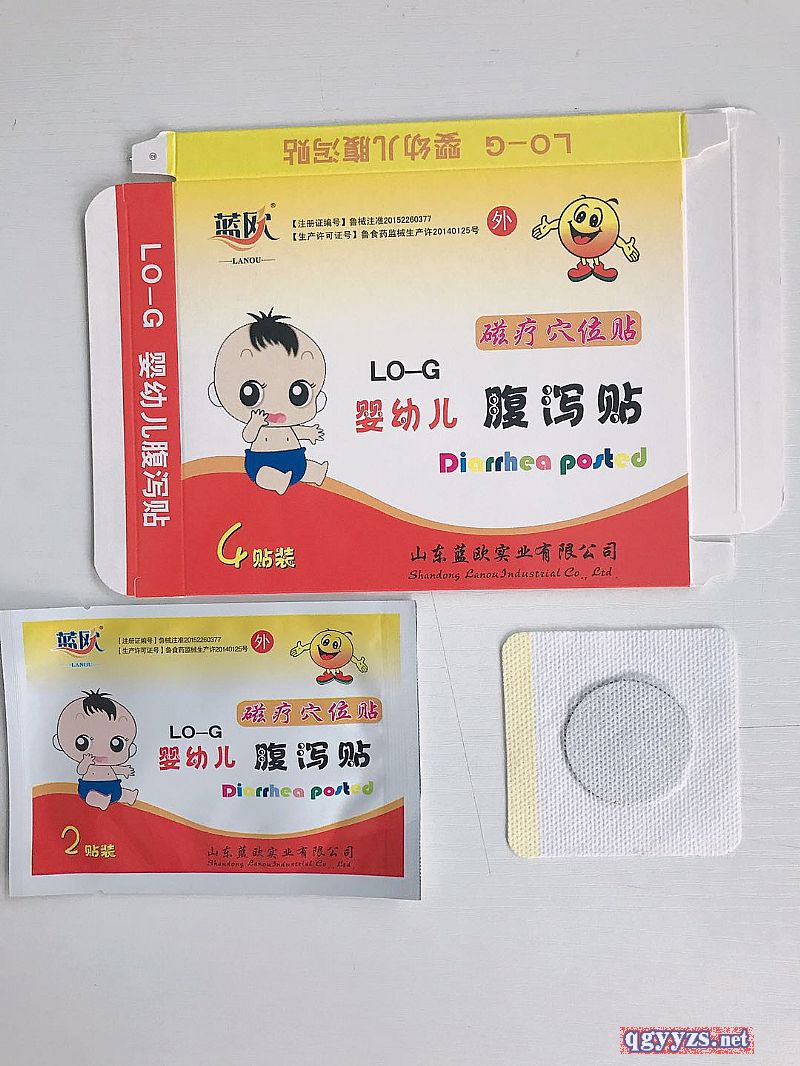 LO-G 婴幼儿腹泻贴
LO-G 婴幼儿腹泻贴
蓝欧®
LANOU
【注册证编号】鲁械注准20152260377
【生产许可证号】鲁食药监械生产许20140125号
外
磁疗穴位贴
LO-G
婴幼儿 腹泻贴
Diarrhea posted
4贴装
山东蓝欧实业有限公司
Shandong Lanou Industrial Co., Ltd.
蓝欧®
LANOU
【注册证编号】鲁械注准20152260377
【生产许可证号】鲁食药监械生产许20140125号
外
磁疗穴位贴
LO-G
婴幼儿 腹泻贴
Diarrhea posted
2贴装
山东蓝欧实业有限公司
Shandong Lanou Industrial Co., Ltd.
qgyyzs.net